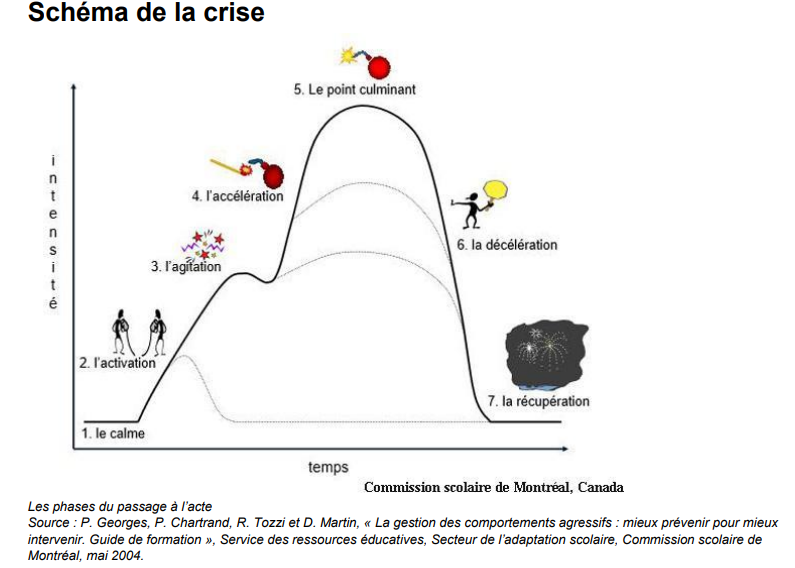 Schéma de la crise
5. Le point culminant
intensité
4. l'accélération
6. la décélération
3. l'agitation
2. l'activation
7. la récupération
1. le calme
temps
Commission scolaire de Montréal, Canada
Les phases du passage à l'acte
Source : P. Georges, P. Chartrand, R. Tozzi et D. Martin, « La gestion des comportements agressifs : mieux prévenir pour mieux
intervenir. Guide de formation », Service des ressources éducatives, Secteur de l'adaptation scolaire, Commission scolaire de
Montréal, mai 2004.